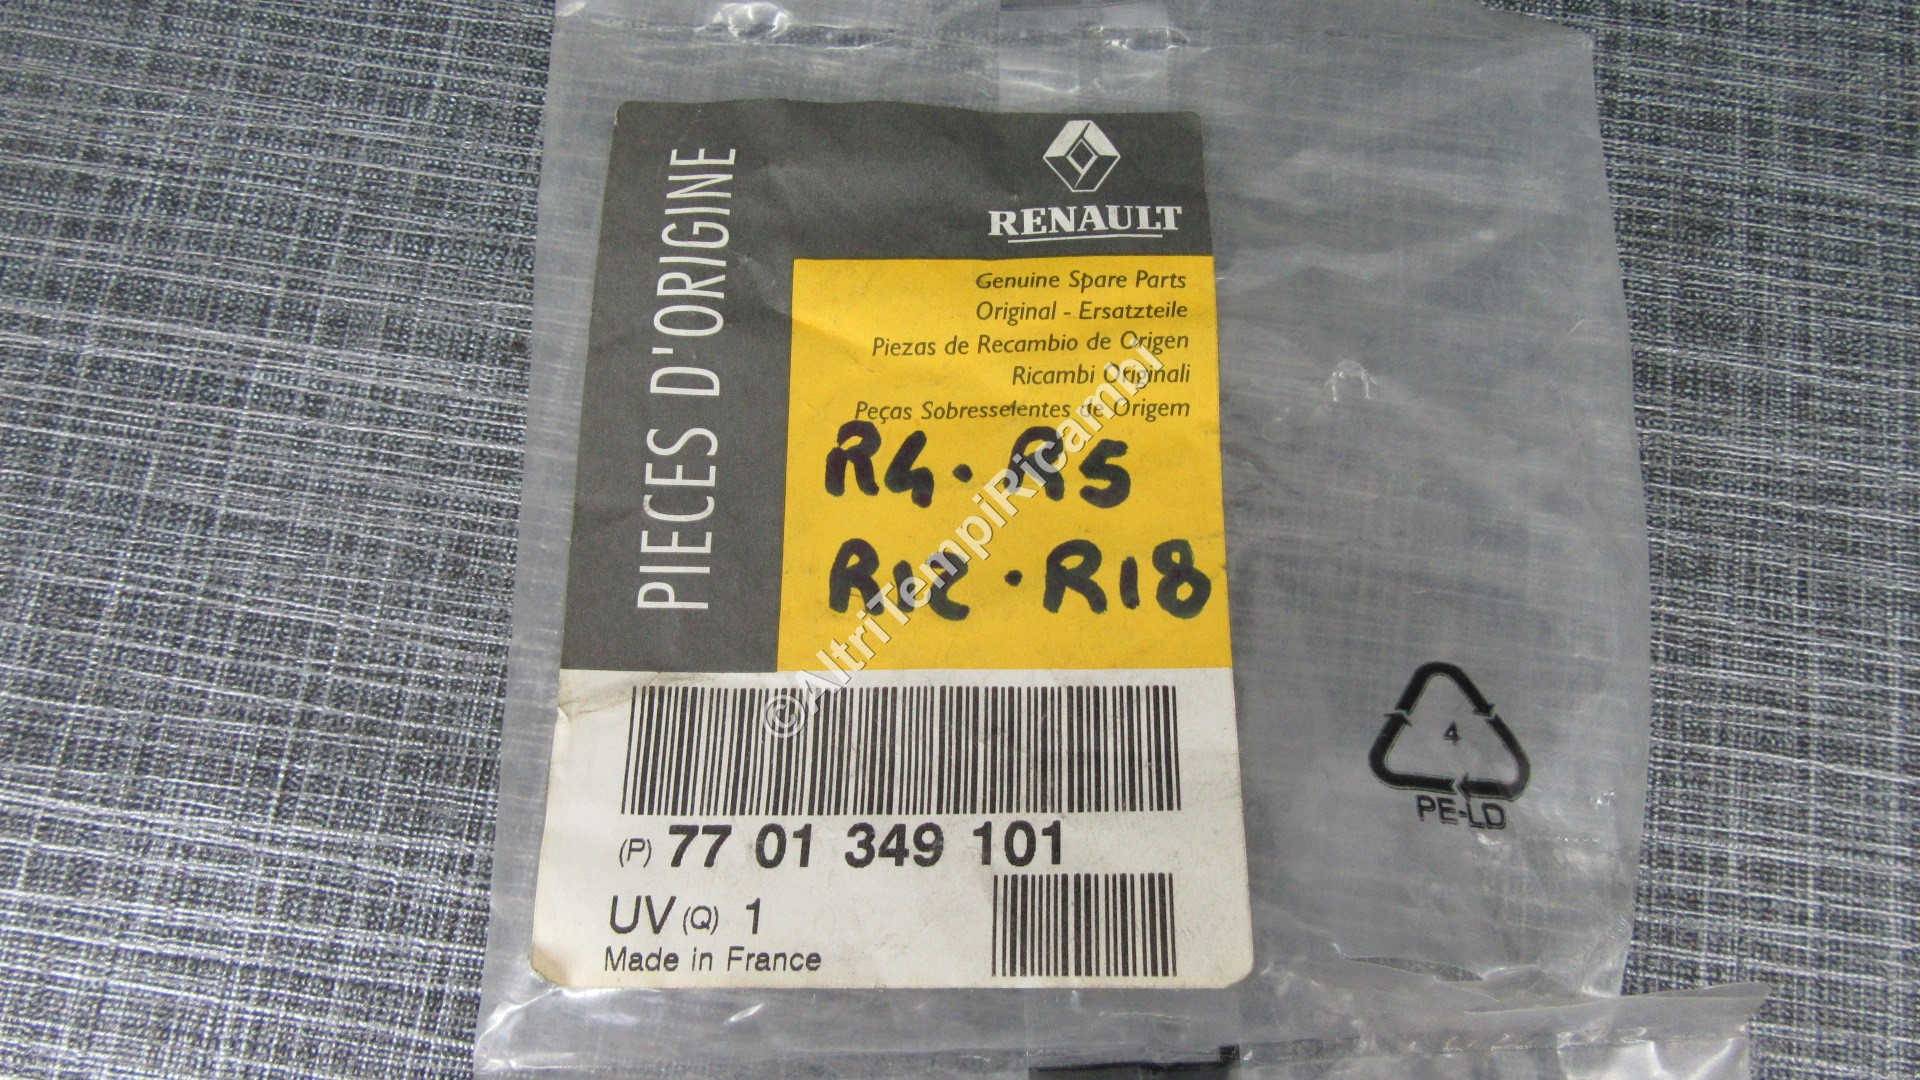 PIECES D'ORIGINE
RENAULT
Genuine Spare Parts
Original - Ersatzteile
Piezas de Recambio de Origen
Ricambi Originali
Peças Sobresselentes de Origem
R4 · R5
R12 · R18
©AltriTempiRicambi
(P) 77 01 349 101
UV (Q) 1
Made in France
4
PE-LD